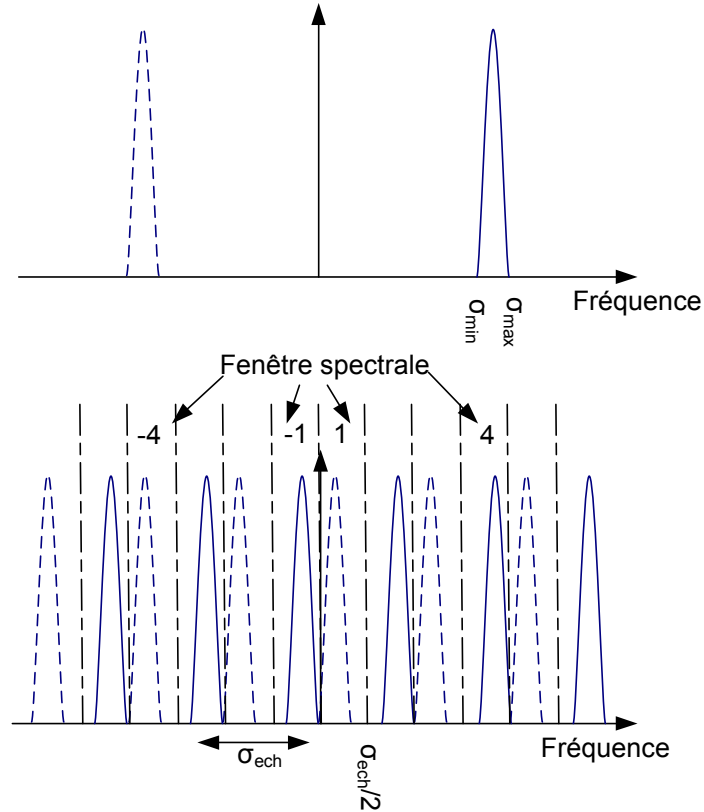 σmin
σmax
Fréquence
Fenêtre spectrale
-4
-1
1
4
σech
σech/2
Fréquence